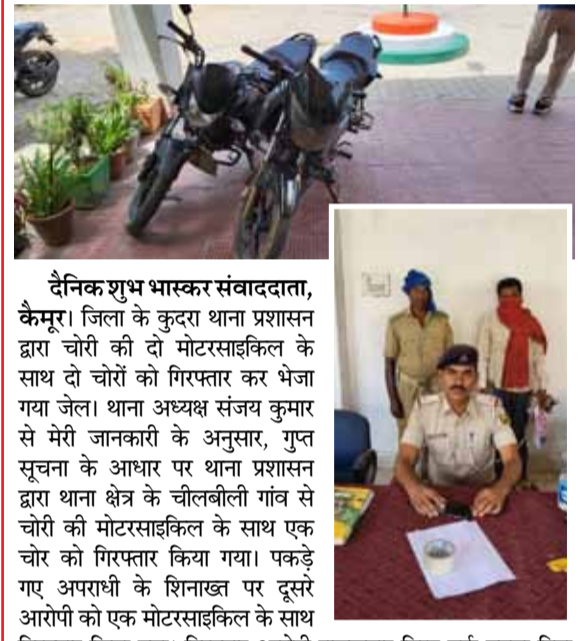 दैनिक शुभ भास्कर संवाददाता,
कैमूर। जिला के कुदरा थाना प्रशासन
द्वारा चोरी की दो मोटरसाइकिल के
साथ दो चोरों को गिरफ्तार कर भेजा
गया जेल। थाना अध्यक्ष संजय कुमार
से मेरी जानकारी के अनुसार, गुप्त
सूचना के आधार पर थाना प्रशासन
द्वारा थाना क्षेत्र के चीलबीली गांव से
चोरी की मोटरसाइकिल के साथ एक
चोर को गिरफ्तार किया गया। पकड़े
गए अपराधी के शिनाख्त पर दूसरे
आरोपी को एक मोटरसाइकिल के साथ